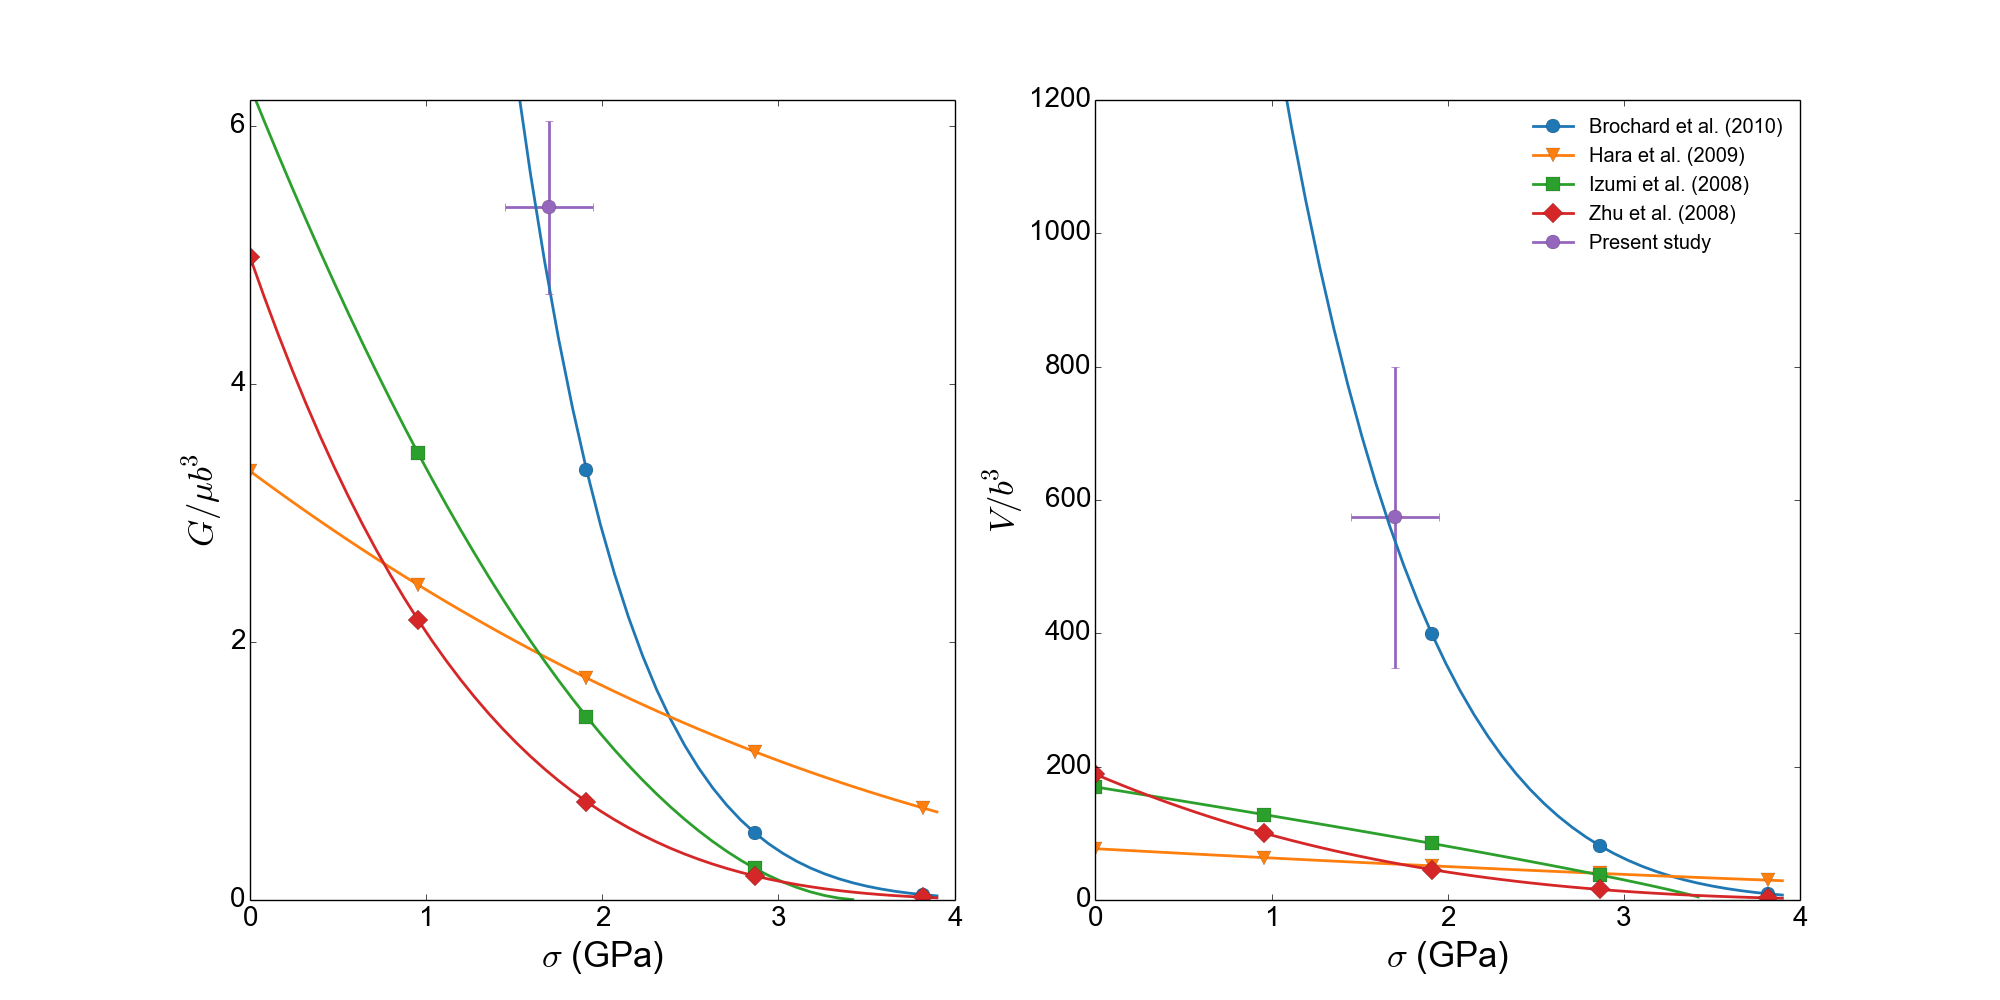 6
4
2
0
0 1 2 3 4
G/μb³
σ (GPa)
1200
1000
800
600
400
200
0
0 1 2 3 4
V/b³
σ (GPa)
Brochard et al. (2010)
Hara et al. (2009)
Izumi et al. (2008)
Zhu et al. (2008)
Present study